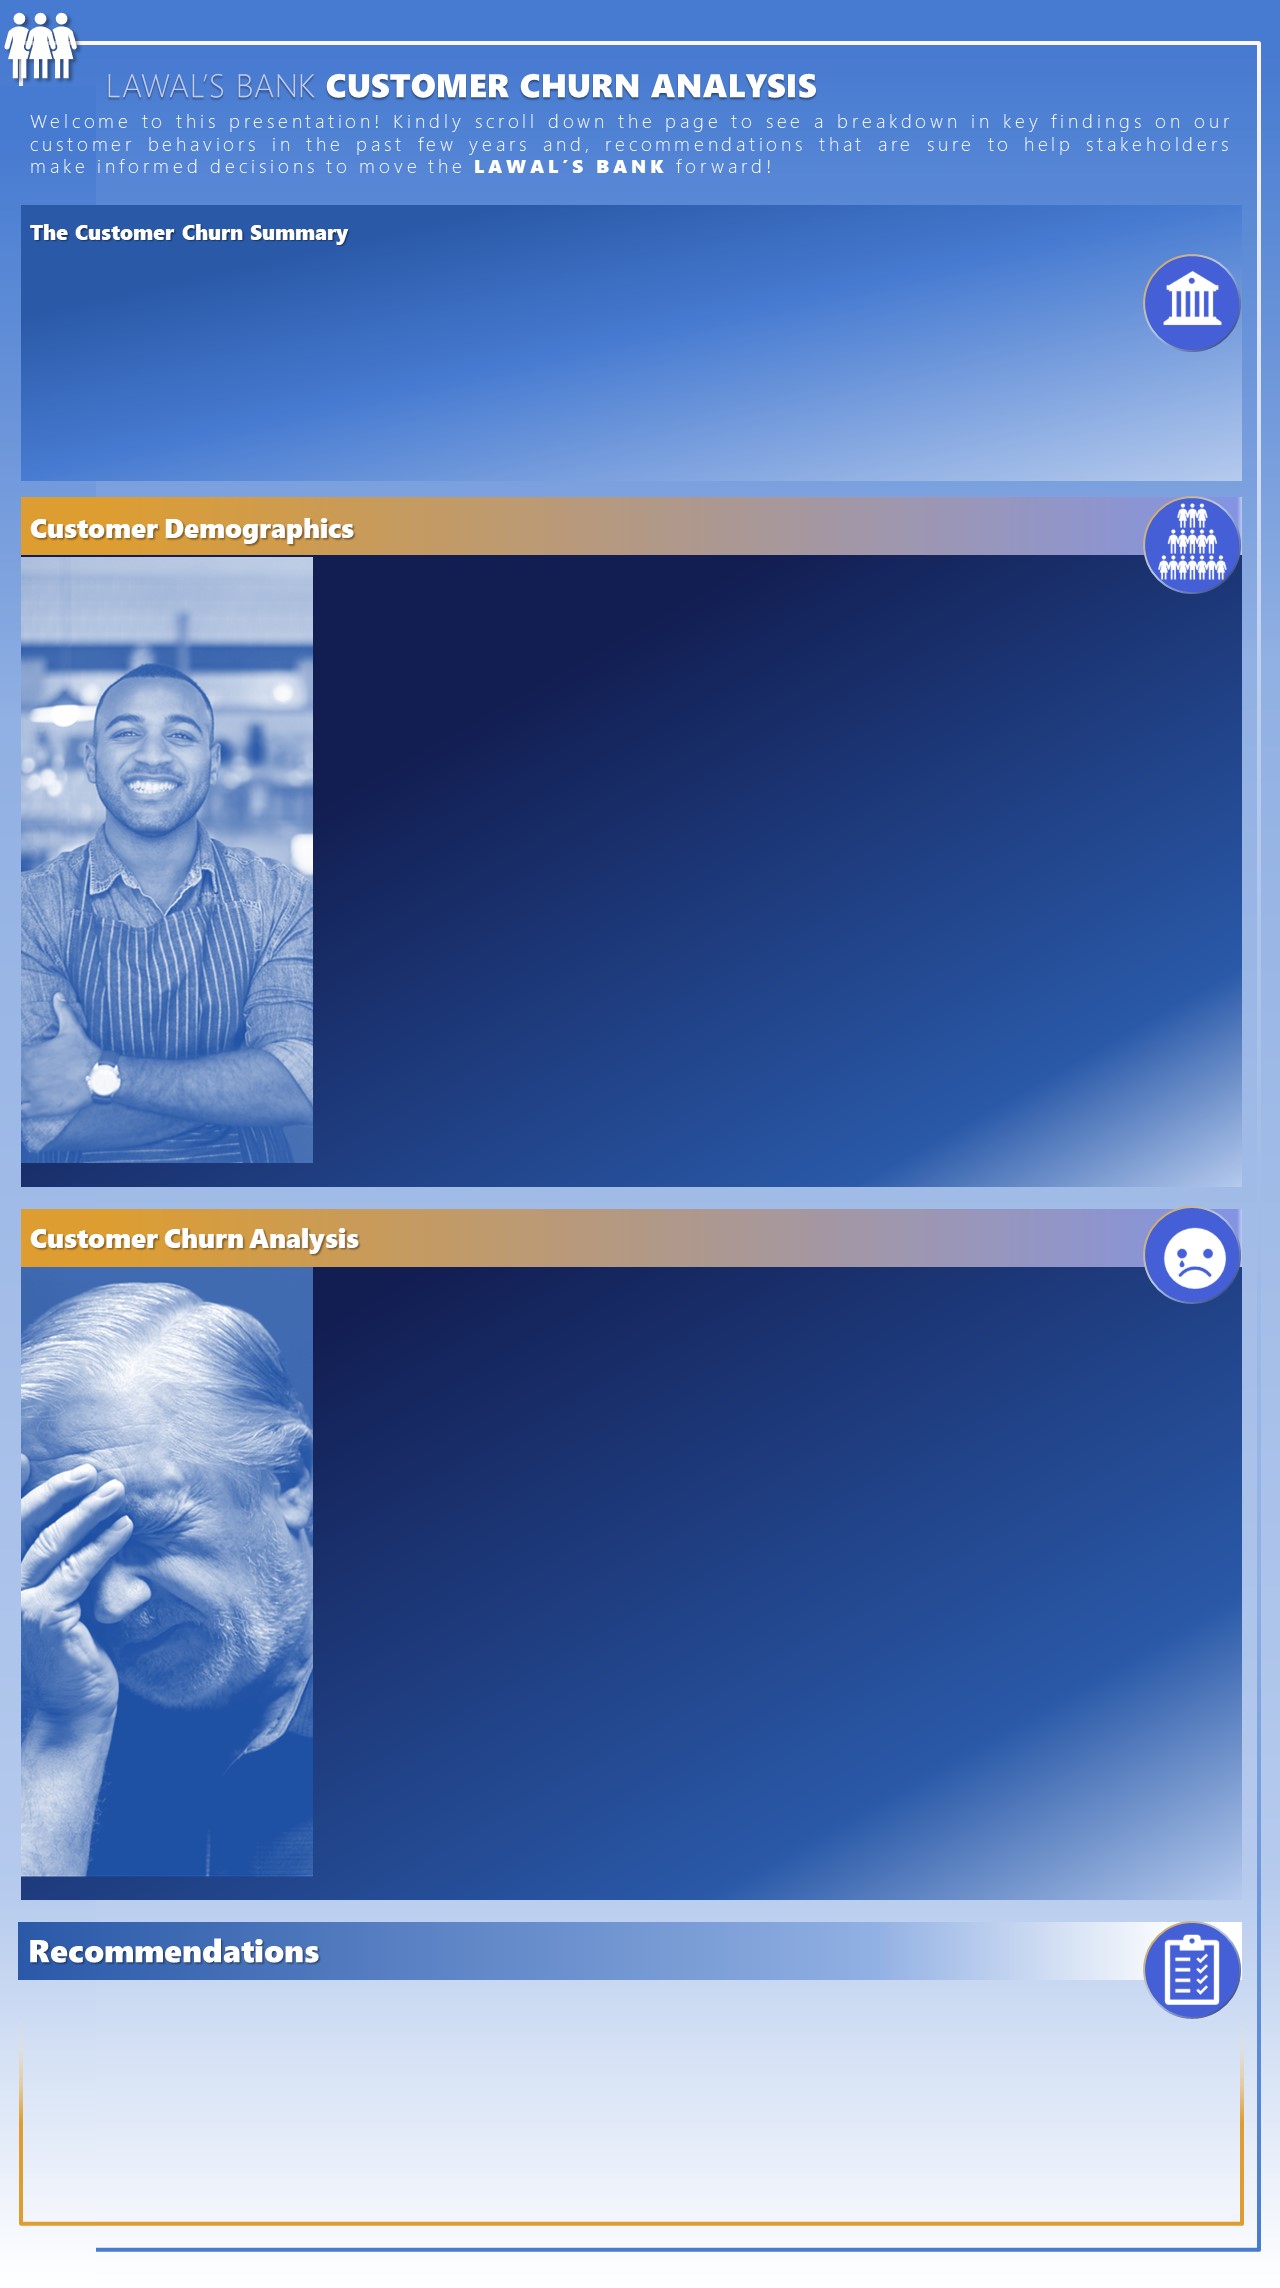 LAWAL'S BANK CUSTOMER CHURN ANALYSIS
Welcome to this presentation! Kindly scroll down the page to see a breakdown in key findings on our
customer behaviors in the past few years and, recommendations that are sure to help stakeholders
make informed decisions to move the LAWAL´S BANK forward!
The Customer Churn Summary
Customer Demographics
Customer Churn Analysis
Recommendations